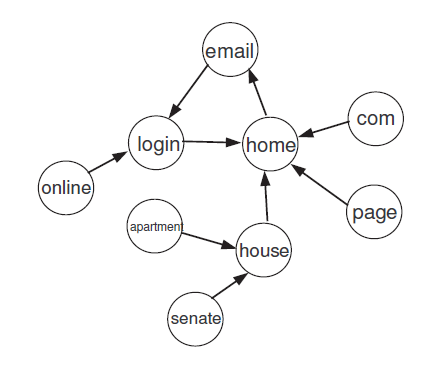 email
com
login
home
online
page
apartment
house
senate